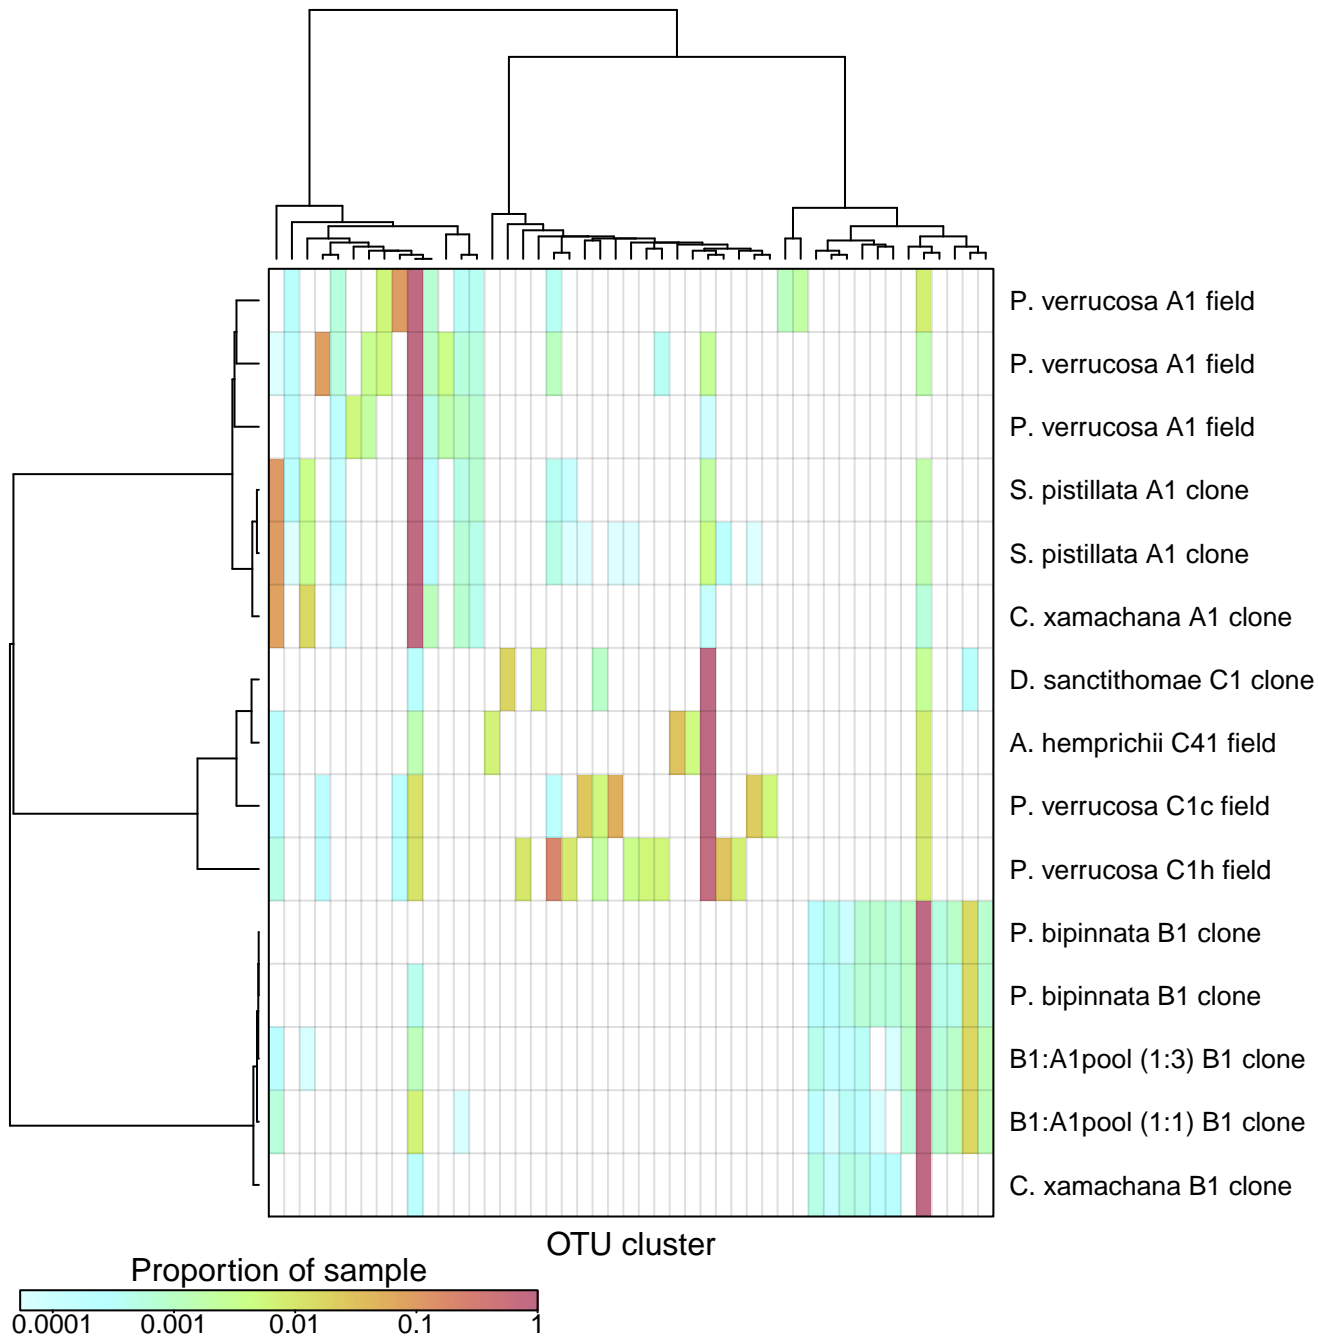 P. verrucosa A1 field
P. verrucosa A1 field
P. verrucosa A1 field
S. pistillata A1 clone
S. pistillata A1 clone
C. xamachana A1 clone
D. sanctithomae C1 clone
A. hemprichii C41 field
P. verrucosa C1c field
P. verrucosa C1h field
P. bipinnata B1 clone
P. bipinnata B1 clone
B1:A1pool (1:3) B1 clone
B1:A1pool (1:1) B1 clone
C. xamachana B1 clone
OTU cluster
Proportion of sample
0.0001 0.001 0.01 0.1 1